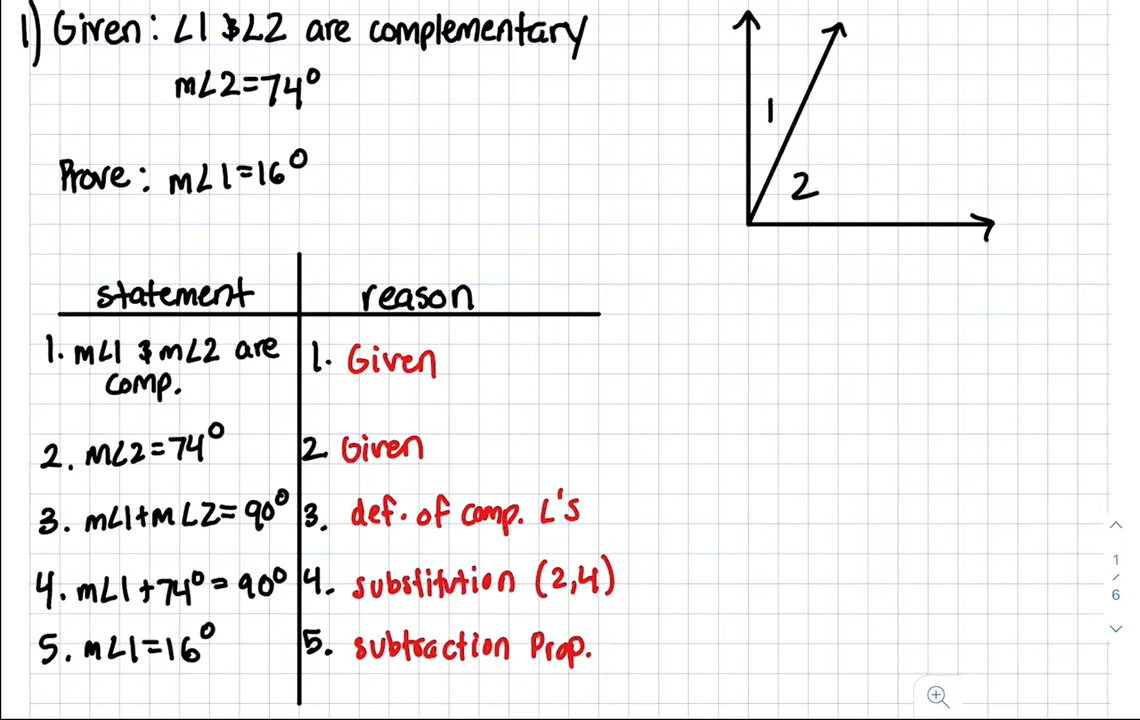 1) Given: ∠1 & ∠2 are complementary
m∠2=74°
Prove: m∠1=16°
1
2
statement
reason
1. m∠1 & m∠2 are
comp.
1. Given
2. m∠2=74°
2. Given
3. m∠1+m∠2=90°
3. def. of comp. ∠'s
4. m∠1+74°=90°
4. substitution (2,4)
5. m∠1=16°
5. subtraction Prop.
1
/
6